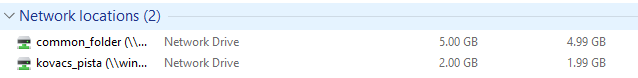 Network locations (2)
common_folder (\\... Network Drive 5.00 GB 4.99 GB
kovacs_pista (\\win... Network Drive 2.00 GB 1.99 GB